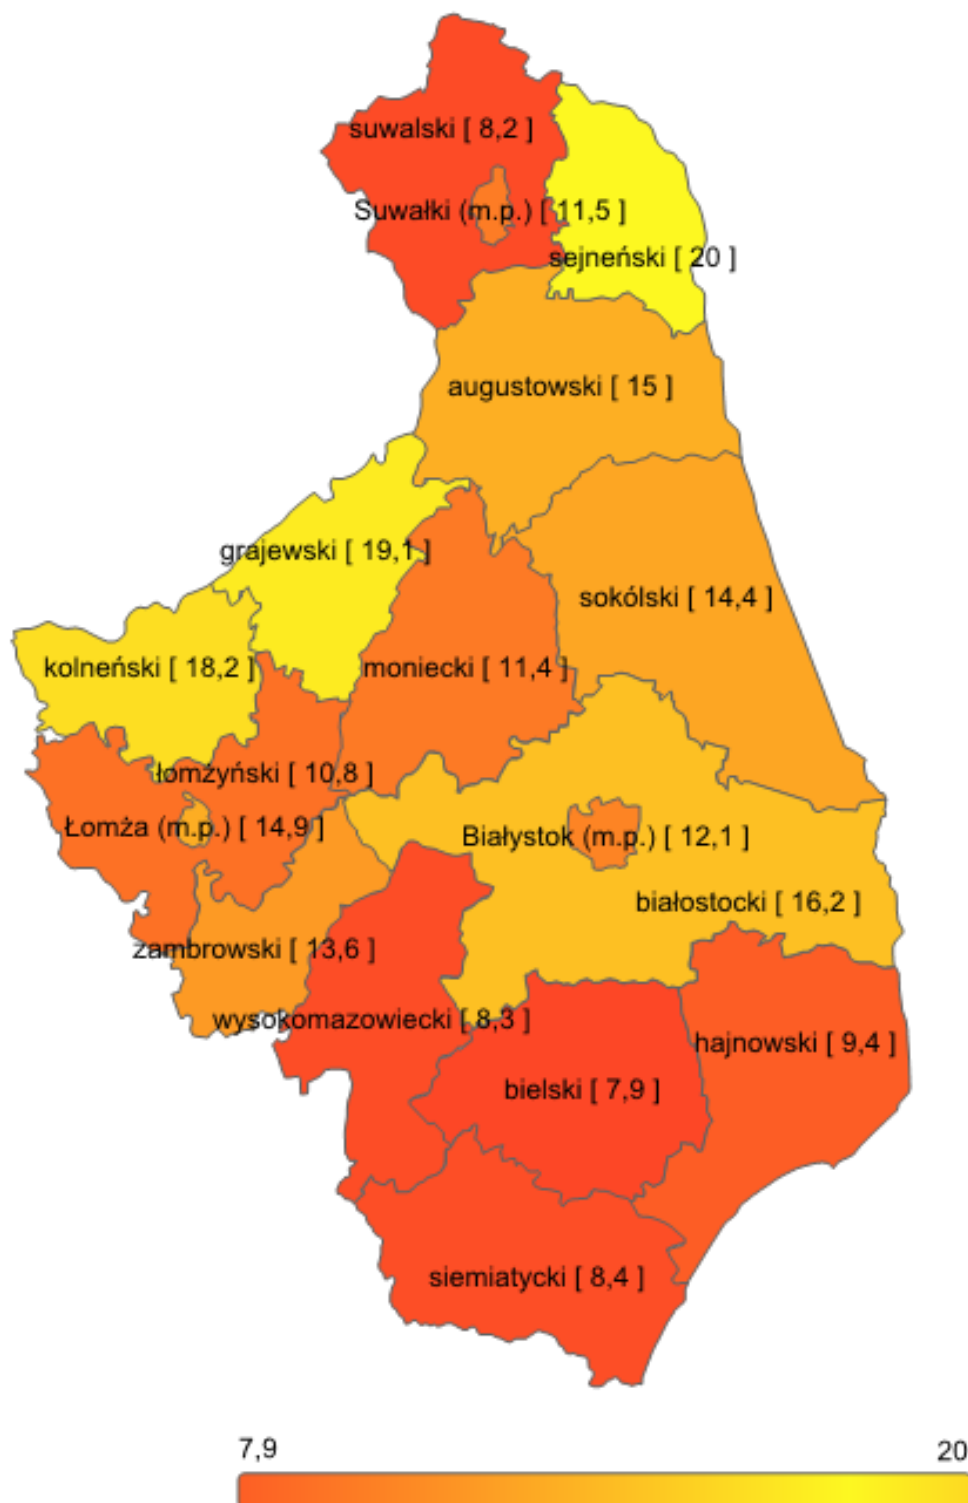 suwalski [ 8,2 ]
Suwałki (m.p.) [ 11,5 ]
sejneński [ 20 ]
augustowski [ 15 ]
grajewski [ 19,1 ]
sokólski [ 14,4 ]
kolneński [ 18,2 ]
moniecki [ 11,4 ]
łomżyński [ 10,8 ]
Łomża (m.p.) [ 14,9 ]
Białystok (m.p.) [ 12,1 ]
białostocki [ 16,2 ]
zambrowski [ 13,6 ]
wysokomazowiecki [ 8,3 ]
hajnowski [ 9,4 ]
bielski [ 7,9 ]
siemiatycki [ 8,4 ]
7,9
20